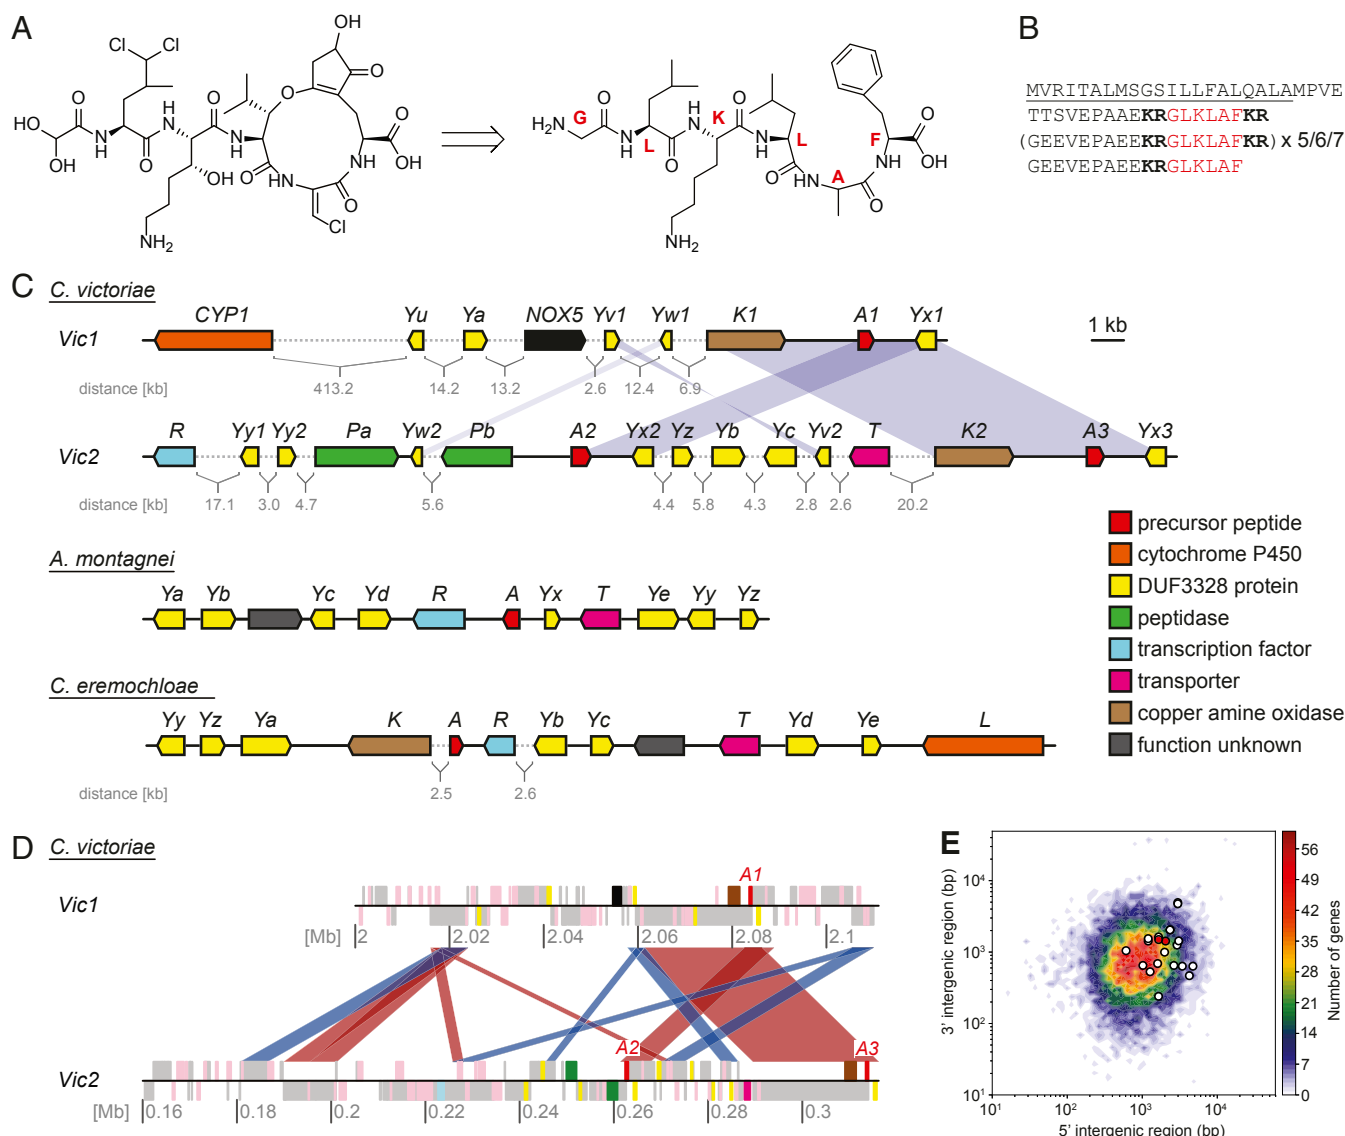 A
OH
Cl Cl
O
O
O
HO
N
H
OH
O
H
N
OH
O
H
N
O
HN
Cl
O
NH
O
OH
NH2
H2N
G
O
N
H
L
O
H
N
K
O
N
H
L
O
HN
A
O
NH
F
O
OH
NH2
B
MVRITALMSGSILLFALQALAMPVE
TTSVEPAAEKRGLKLAFKR
(GEEVEPAEEKRGLKLAFKR) x 5/6/7
GEEVEPAEEKRGLKLAF
C C. victoriae
CYP1 Yu Ya NOX5 Yv1 Yw1 K1 A1 Yx1
Vic1
1 kb
distance [kb] 413.2 14.2 13.2 2.6 12.4 6.9
R Yy1 Yy2 Pa Yw2 Pb A2 Yx2 Yz Yb Yc Yv2 T K2 A3 Yx3
Vic2
distance [kb] 17.1 3.0 4.7 5.6 4.4 5.8 4.3 2.8 2.6 20.2
A. montagnei
Ya Yb Yc Yd R A Yx T Ye Yy Yz
C. eremochloae
Yy Yz Ya K A R Yb Yc T Yd Ye L
distance [kb] 2.5 2.6
precursor peptide
cytochrome P450
DUF3328 protein
peptidase
transcription factor
transporter
copper amine oxidase
function unknown
D C. victoriae
A1
Vic1
[Mb] 2 2.02 2.04 2.06 2.08 2.1
A2 A3
Vic2
[Mb] 0.16 0.18 0.2 0.22 0.24 0.26 0.28 0.3
E
3' intergenic region (bp)
10^4
10^3
10^2
10^1
10^1 10^2 10^3 10^4
5' intergenic region (bp)
56
49
42
35
28
21
14
7
0
Number of genes